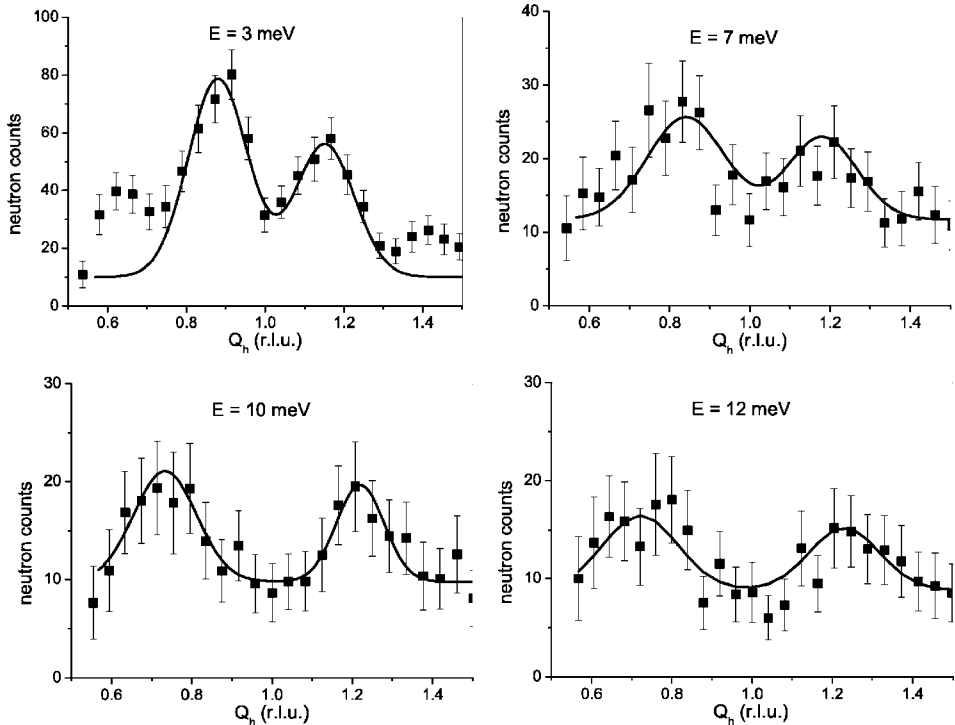 E = 3 meV
neutron counts
100
80
60
40
20
0
0.6 0.8 1.0 1.2 1.4
Q_h (r.l.u.)
E = 7 meV
neutron counts
40
30
20
10
0
0.6 0.8 1.0 1.2 1.4
Q_h (r.l.u.)
E = 10 meV
neutron counts
30
20
10
0
0.6 0.8 1.0 1.2 1.4
Q_h (r.l.u.)
E = 12 meV
neutron counts
30
20
10
0
0.6 0.8 1.0 1.2 1.4
Q_h (r.l.u.)